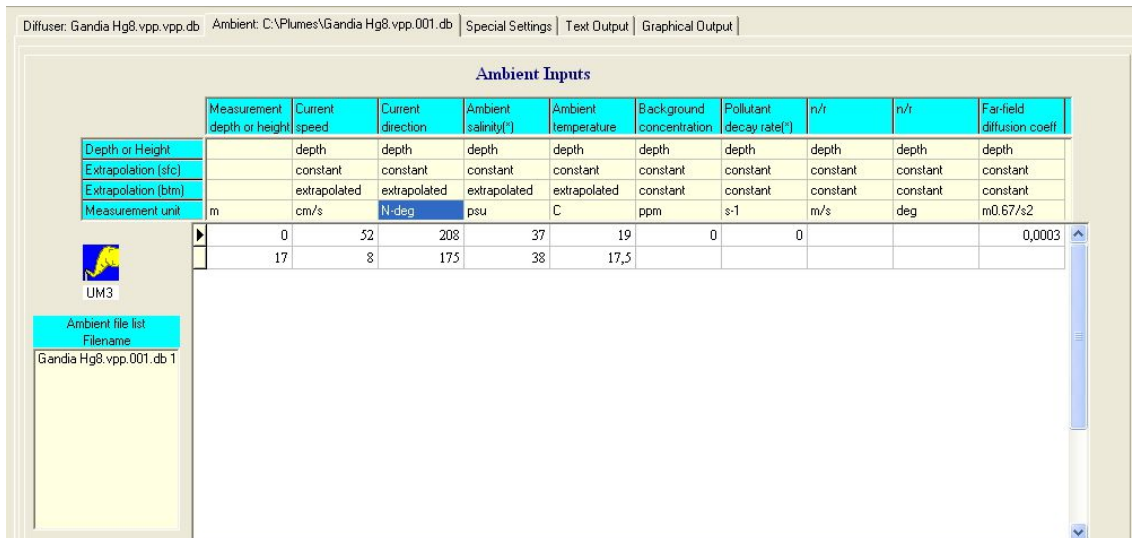 Diffuser: Gandia Hg8.vpp.vpp.db Ambient: C:\Plumes\Gandia Hg8.vpp.001.db Special Settings Text Output Graphical Output
Ambient Inputs
Measurement depth or height Current speed Current direction Ambient salinity(*) Ambient temperature Background concentration Pollutant decay rate(*) n/r n/r Far-field diffusion coeff
Depth or Height depth depth depth depth depth depth depth depth depth
Extrapolation (sfc) constant constant constant constant constant constant constant constant constant
Extrapolation (btm) extrapolated extrapolated extrapolated extrapolated constant constant constant constant constant
Measurement unit m cm/s N-deg psu C ppm s-1 m/s deg m0.67/s2
0 52 208 37 19 0 0 0,0003
17 8 175 38 17,5
UM3
Ambient file list
Filename
Gandia Hg8.vpp.001.db 1